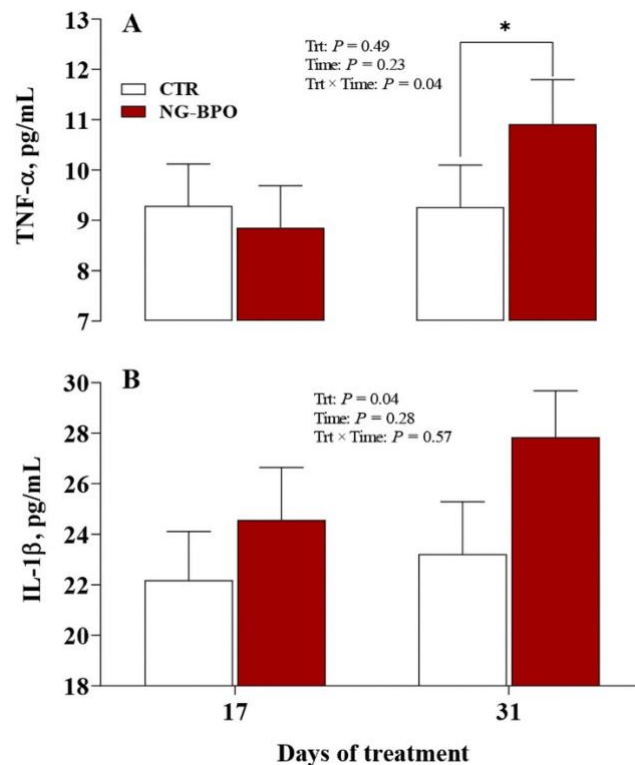 A
Trt: P = 0.49
Time: P = 0.23
Trt × Time: P = 0.04
*
CTR
NG-BPO
TNF-α, pg/mL
13
12
11
10
9
8
7
B
Trt: P = 0.04
Time: P = 0.28
Trt × Time: P = 0.57
IL-1β, pg/mL
30
28
26
24
22
20
18
17 31
Days of treatment